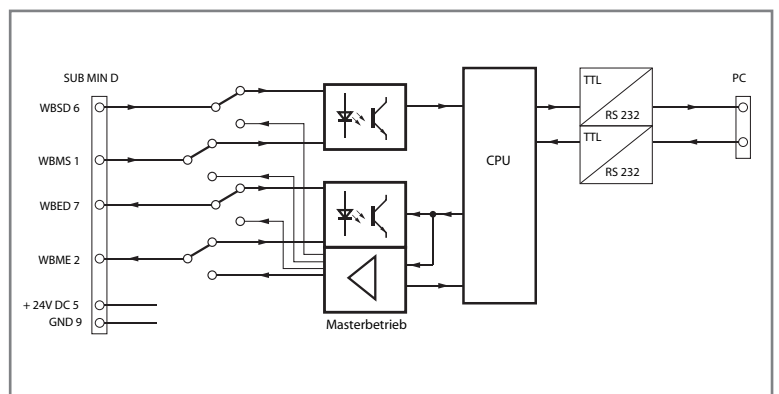 SUB MIN D
WBSD 6
WBMS 1
WBED 7
WBME 2
+ 24V DC 5
GND 9
Masterbetrieb
CPU
TTL
RS 232
TTL
RS 232
PC